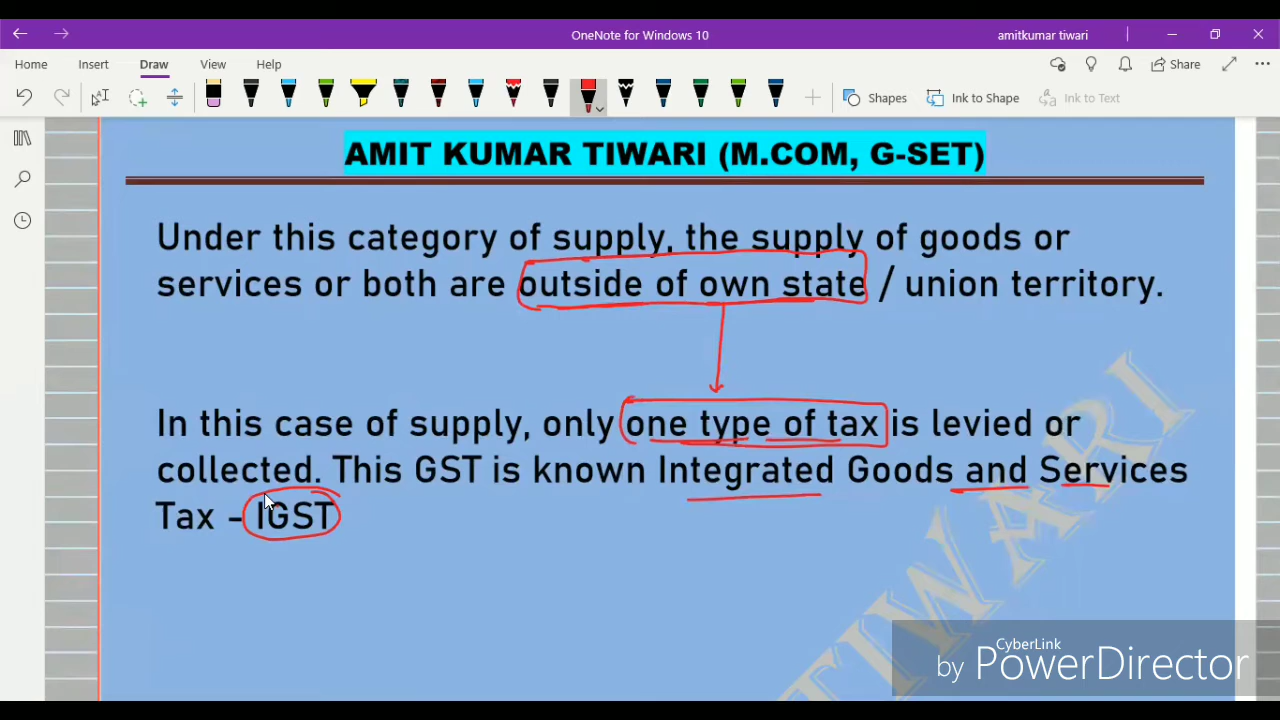 OneNote for Windows 10
amitkumar tiwari
Home Insert Draw View Help
Share
Shapes
Ink to Shape
Ink to Text
AMIT KUMAR TIWARI (M.COM, G-SET)
Under this category of supply, the supply of goods or
services or both are outside of own state / union territory.
In this case of supply, only one type of tax is levied or
collected. This GST is known Integrated Goods and Services
Tax - IGST
TIWARI
CyberLink
by PowerDirector